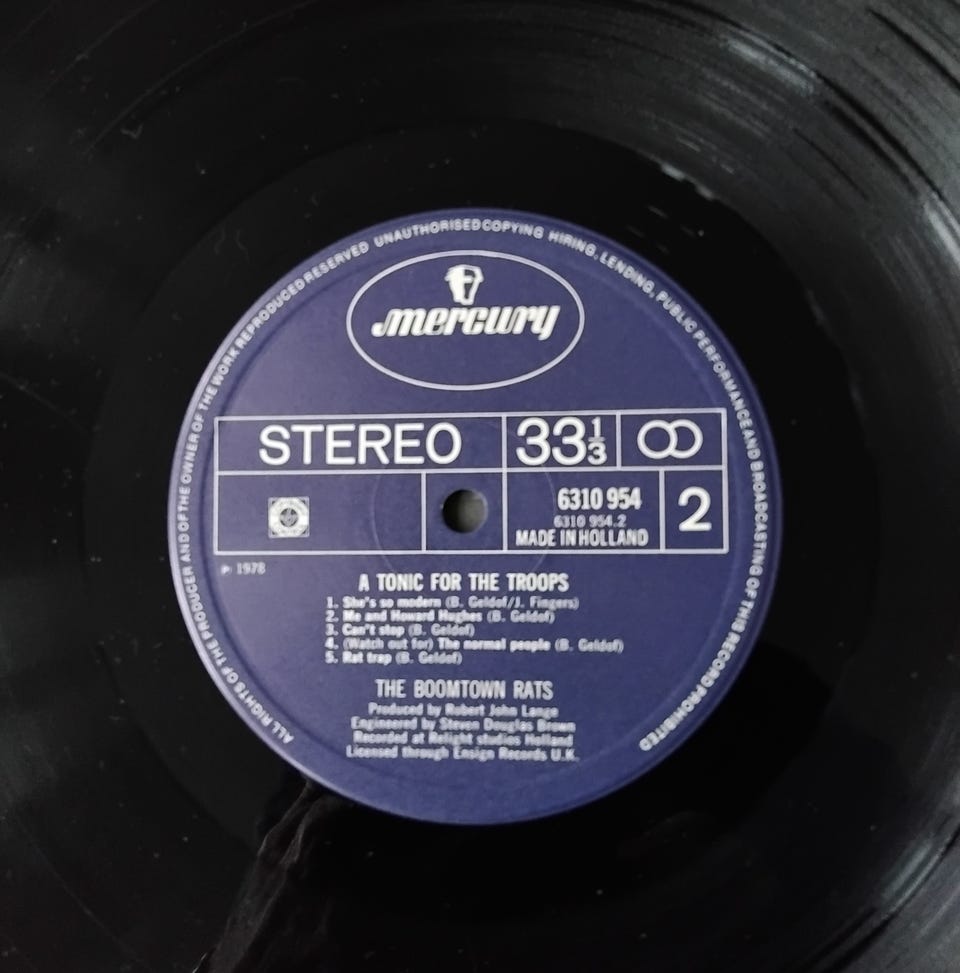 ALL RIGHTS OF THE PRODUCER AND OF THE OWNER OF THE WORK REPRODUCED RESERVED UNAUTHORISED COPYING HIRING, LENDING, PUBLIC PERFORMANCE AND BROADCASTING OF THIS RECORD PROHIBITED
mercury
STEREO 33 1/3
6310 954
6310 954.2
MADE IN HOLLAND
2
℗ 1978
A TONIC FOR THE TROOPS
1. She's so modern (B. Geldof/J. Fingers)
2. Me and Howard Hughes (B. Geldof)
3. Can't stop (B. Geldof)
4. (Watch out for) The normal people (B. Geldof)
5. Rat trap (B. Geldof)
THE BOOMTOWN RATS
Produced by Robert John Lange
Engineered by Steven Douglas Brown
Recorded at Relight studios Holland
Licensed through Ensign Records U.K.